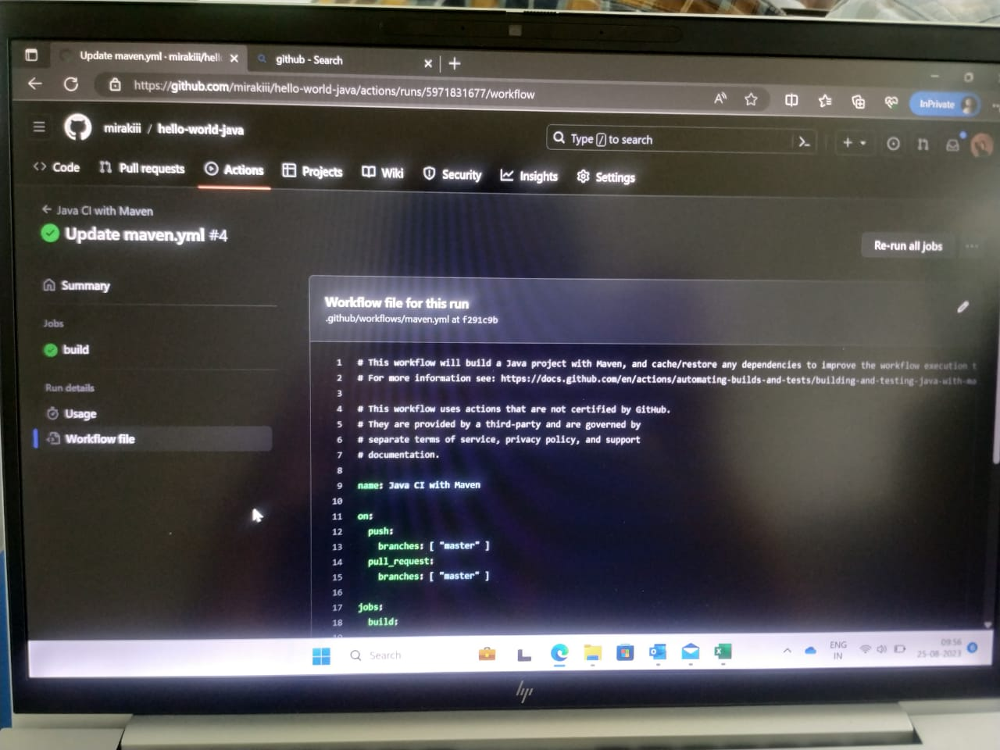 Update maven.yml · mirakiii/hell
github - Search
https://github.com/mirakiii/hello-world-java/actions/runs/5971831677/workflow
InPrivate
mirakiii / hello-world-java
Type / to search
Code
Pull requests
Actions
Projects
Wiki
Security
Insights
Settings
Java CI with Maven
Update maven.yml #4
Re-run all jobs
Summary
Jobs
build
Run details
Usage
Workflow file
Workflow file for this run
.github/workflows/maven.yml at f291c9b
1 # This workflow will build a Java project with Maven, and cache/restore any dependencies to improve the workflow execution t
2 # For more information see: https://docs.github.com/en/actions/automating-builds-and-tests/building-and-testing-java-with-ma
3
4 # This workflow uses actions that are not certified by GitHub.
5 # They are provided by a third-party and are governed by
6 # separate terms of service, privacy policy, and support
7 # documentation.
8
9 name: Java CI with Maven
10
11 on:
12 push:
13 branches: [ "master" ]
14 pull_request:
15 branches: [ "master" ]
16
17 jobs:
18 build:
Search
ENG
IN
09:56
25-08-2023
hp